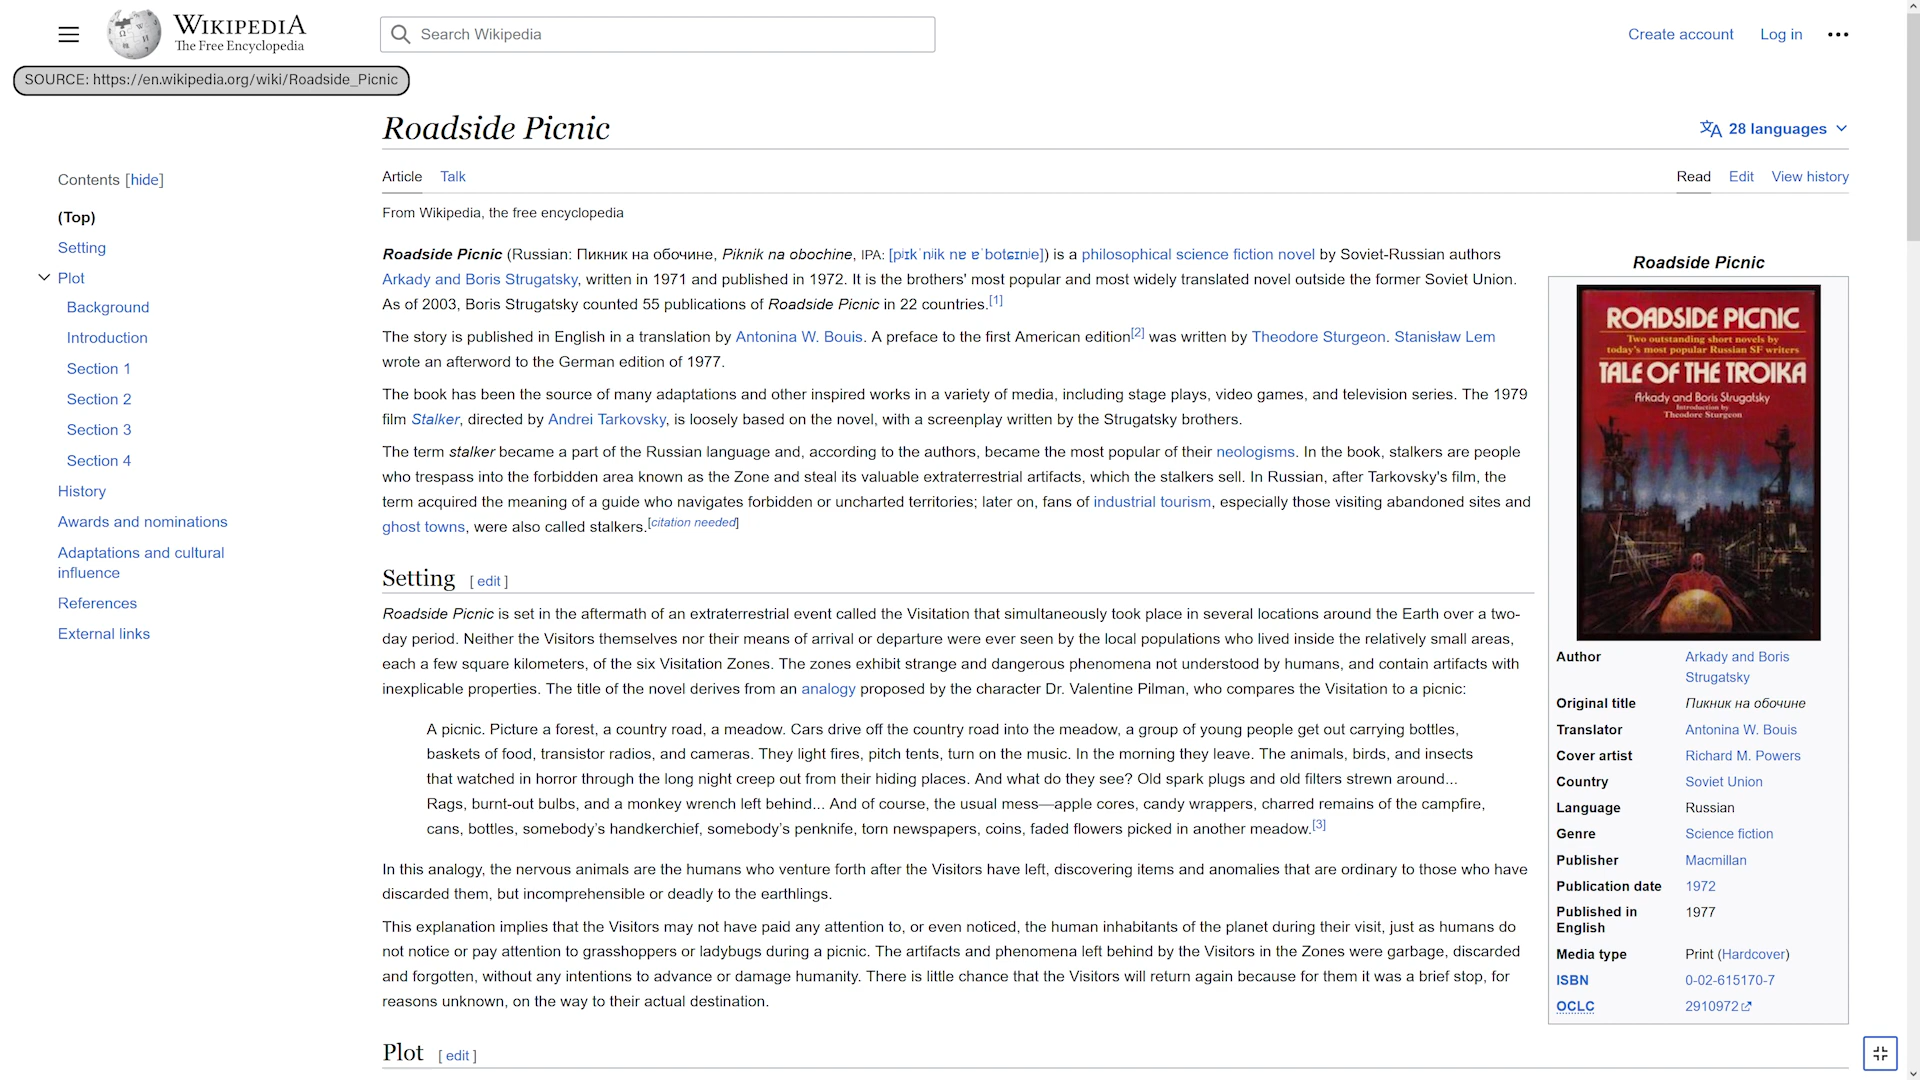 WIKIPEDIA
The Free Encyclopedia
Search Wikipedia
Create account
Log in
SOURCE: https://en.wikipedia.org/wiki/Roadside_Picnic
Roadside Picnic
28 languages
Contents [hide]
(Top)
Setting
Plot
Background
Introduction
Section 1
Section 2
Section 3
Section 4
History
Awards and nominations
Adaptations and cultural
influence
References
External links
Article Talk
Read Edit View history
From Wikipedia, the free encyclopedia
Roadside Picnic (Russian: Пикник на обочине, Piknik na obochine, IPA: [pʲɪkˈnʲik nɐ ɐˈbotɕɪnʲe]) is a philosophical science fiction novel by Soviet-Russian authors
Arkady and Boris Strugatsky, written in 1971 and published in 1972. It is the brothers' most popular and most widely translated novel outside the former Soviet Union.
As of 2003, Boris Strugatsky counted 55 publications of Roadside Picnic in 22 countries.[1]
The story is published in English in a translation by Antonina W. Bouis. A preface to the first American edition[2] was written by Theodore Sturgeon. Stanisław Lem
wrote an afterword to the German edition of 1977.
The book has been the source of many adaptations and other inspired works in a variety of media, including stage plays, video games, and television series. The 1979
film Stalker, directed by Andrei Tarkovsky, is loosely based on the novel, with a screenplay written by the Strugatsky brothers.
The term stalker became a part of the Russian language and, according to the authors, became the most popular of their neologisms. In the book, stalkers are people
who trespass into the forbidden area known as the Zone and steal its valuable extraterrestrial artifacts, which the stalkers sell. In Russian, after Tarkovsky's film, the
term acquired the meaning of a guide who navigates forbidden or uncharted territories; later on, fans of industrial tourism, especially those visiting abandoned sites and
ghost towns, were also called stalkers.[citation needed]
Setting [ edit ]
Roadside Picnic is set in the aftermath of an extraterrestrial event called the Visitation that simultaneously took place in several locations around the Earth over a two-
day period. Neither the Visitors themselves nor their means of arrival or departure were ever seen by the local populations who lived inside the relatively small areas,
each a few square kilometers, of the six Visitation Zones. The zones exhibit strange and dangerous phenomena not understood by humans, and contain artifacts with
inexplicable properties. The title of the novel derives from an analogy proposed by the character Dr. Valentine Pilman, who compares the Visitation to a picnic:
A picnic. Picture a forest, a country road, a meadow. Cars drive off the country road into the meadow, a group of young people get out carrying bottles,
baskets of food, transistor radios, and cameras. They light fires, pitch tents, turn on the music. In the morning they leave. The animals, birds, and insects
that watched in horror through the long night creep out from their hiding places. And what do they see? Old spark plugs and old filters strewn around...
Rags, burnt-out bulbs, and a monkey wrench left behind... And of course, the usual mess—apple cores, candy wrappers, charred remains of the campfire,
cans, bottles, somebody's handkerchief, somebody's penknife, torn newspapers, coins, faded flowers picked in another meadow.[3]
In this analogy, the nervous animals are the humans who venture forth after the Visitors have left, discovering items and anomalies that are ordinary to those who have
discarded them, but incomprehensible or deadly to the earthlings.
This explanation implies that the Visitors may not have paid any attention to, or even noticed, the human inhabitants of the planet during their visit, just as humans do
not notice or pay attention to grasshoppers or ladybugs during a picnic. The artifacts and phenomena left behind by the Visitors in the Zones were garbage, discarded
and forgotten, without any intentions to advance or damage humanity. There is little chance that the Visitors will return again because for them it was a brief stop, for
reasons unknown, on the way to their actual destination.
Plot [ edit ]
Roadside Picnic
ROADSIDE PICNIC
Two outstanding short novels by
today's most popular Russian SF writers
TALE OF THE TROIKA
Arkady and Boris Strugatsky
Introduction by
Theodore Sturgeon
Author Arkady and Boris
Strugatsky
Original title Пикник на обочине
Translator Antonina W. Bouis
Cover artist Richard M. Powers
Country Soviet Union
Language Russian
Genre Science fiction
Publisher Macmillan
Publication date 1972
Published in 1977
English
Media type Print (Hardcover)
ISBN 0-02-615170-7
OCLC 2910972